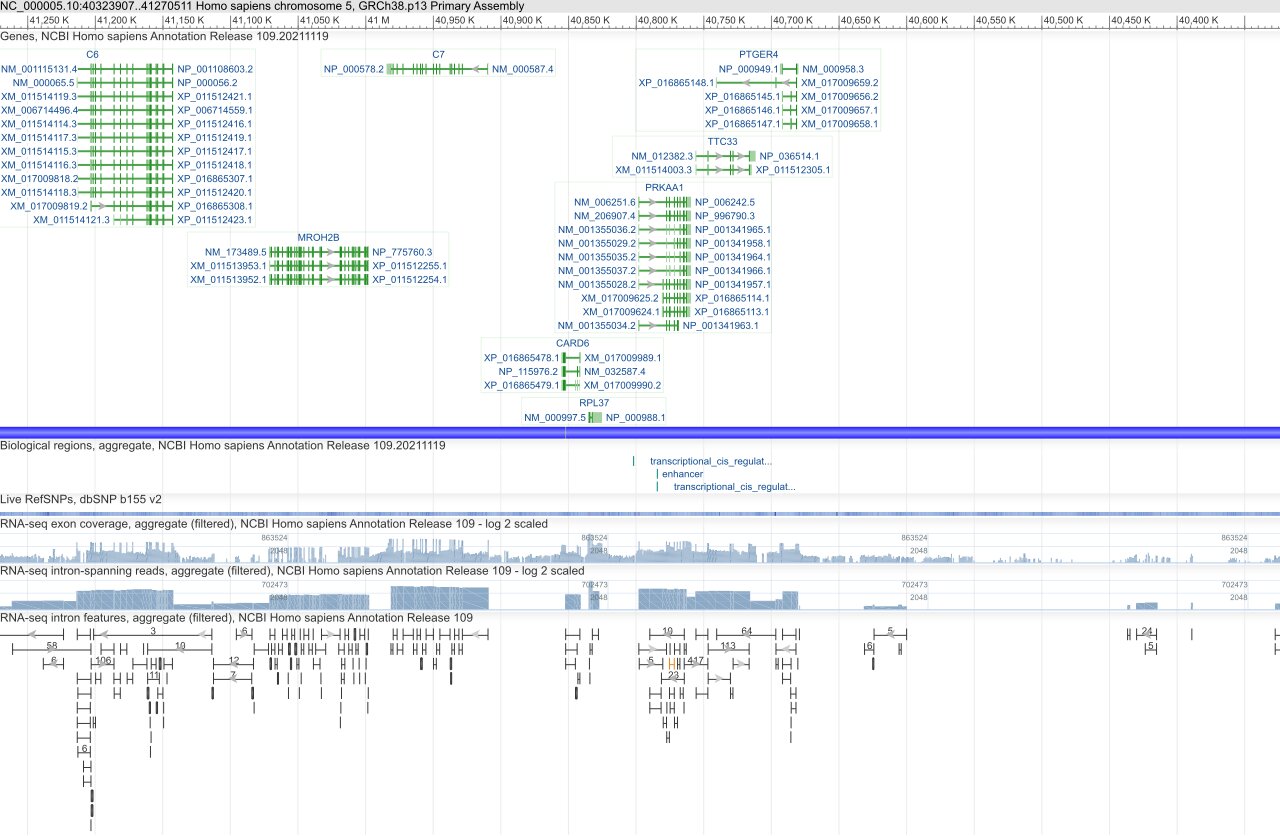 NC_000005.10:40323907..41270511 Homo sapiens chromosome 5, GRCh38.p13 Primary Assembly
41,250 K 41,200 K 41,150 K 41,100 K 41,050 K 41 M 40,950 K 40,900 K 40,850 K 40,800 K 40,750 K 40,700 K 40,650 K 40,600 K 40,550 K 40,500 K 40,450 K 40,400 K
Genes, NCBI Homo sapiens Annotation Release 109.20211119
C6 C7 PTGER4
NM_001115131.4 NP_001108603.2 NP_000578.2 NM_000587.4 NP_000949.1 NM_000958.3
NM_000065.5 NP_000056.2 XP_016865148.1 XM_017009659.2
XM_011514119.3 XP_011512421.1 XP_016865145.1 XM_017009656.2
XM_006714496.4 XP_006714559.1 XP_016865146.1 XM_017009657.1
XM_011514114.3 XP_011512416.1 XP_016865147.1 XM_017009658.1
XM_011514117.3 XP_011512419.1 TTC33
XM_011514115.3 XP_011512417.1 NM_012382.3 NP_036514.1
XM_011514116.3 XP_011512418.1 XM_011514003.3 XP_011512305.1
XM_017009818.2 XP_016865307.1 PRKAA1
XM_011514118.3 XP_011512420.1 NM_006251.6 NP_006242.5
XM_017009819.2 XP_016865308.1 NM_206907.4 NP_996790.3
XM_011514121.3 XP_011512423.1 NM_001355036.2 NP_001341965.1
MROH2B NM_001355029.2 NP_001341958.1
NM_173489.5 NP_775760.3 NM_001355035.2 NP_001341964.1
XM_011513953.1 XP_011512255.1 NM_001355037.2 NP_001341966.1
XM_011513952.1 XP_011512254.1 NM_001355028.2 NP_001341957.1
XM_017009625.2 XP_016865114.1
XM_017009624.1 XP_016865113.1
NM_001355034.2 NP_001341963.1
CARD6
XP_016865478.1 XM_017009989.1
NP_115976.2 NM_032587.4
XP_016865479.1 XM_017009990.2
RPL37
NM_000997.5 NP_000988.1
Biological regions, aggregate, NCBI Homo sapiens Annotation Release 109.20211119
transcriptional_cis_regulat...
enhancer
transcriptional_cis_regulat...
Live RefSNPs, dbSNP b155 v2
RNA-seq exon coverage, aggregate (filtered), NCBI Homo sapiens Annotation Release 109 - log 2 scaled
863524 863524 863524 863524
2048 2048 2048 2048
RNA-seq intron-spanning reads, aggregate (filtered), NCBI Homo sapiens Annotation Release 109 - log 2 scaled
702473 702473 702473 702473
2048 2048 2048 2048
RNA-seq intron features, aggregate (filtered), NCBI Homo sapiens Annotation Release 109
3 6 10 64 5 24
58 10 113 6 5
6 106 12 5 417
11 7 23
6